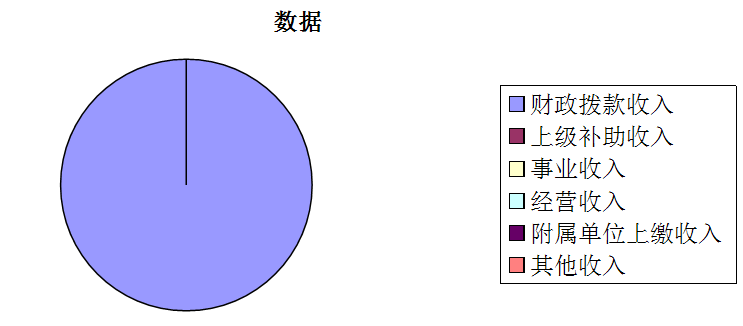 数据
财政拨款收入
上级补助收入
事业收入
经营收入
附属单位上缴收入
其他收入